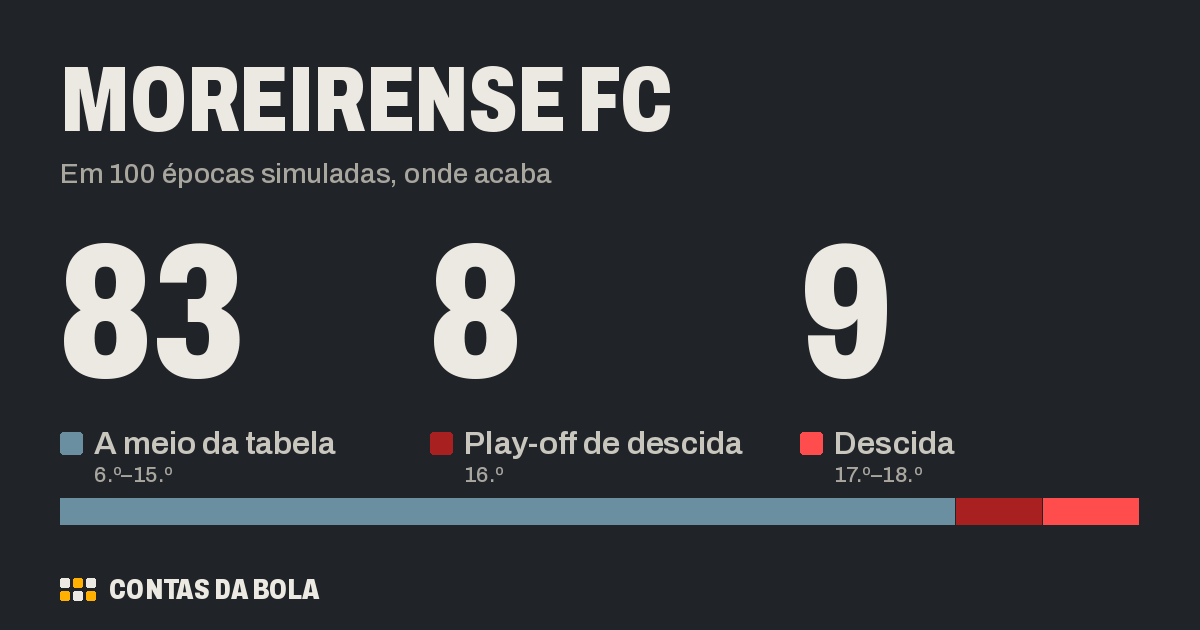 MOREIRENSE FC
Em 100 épocas simuladas, onde acaba
83 8 9
A meio da tabela Play-off de descida Descida
6.º–15.º 16.º 17.º–18.º
CONTAS DA BOLA